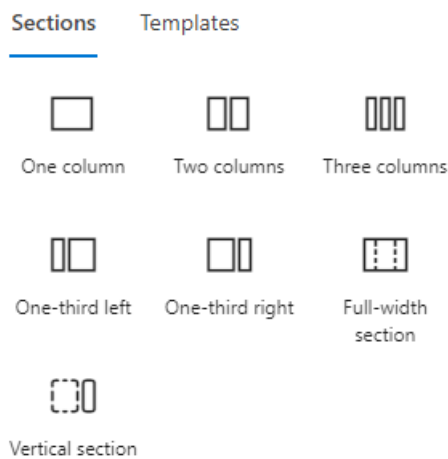 Sections Templates
One column Two columns Three columns
One-third left One-third right Full-width
section
Vertical section